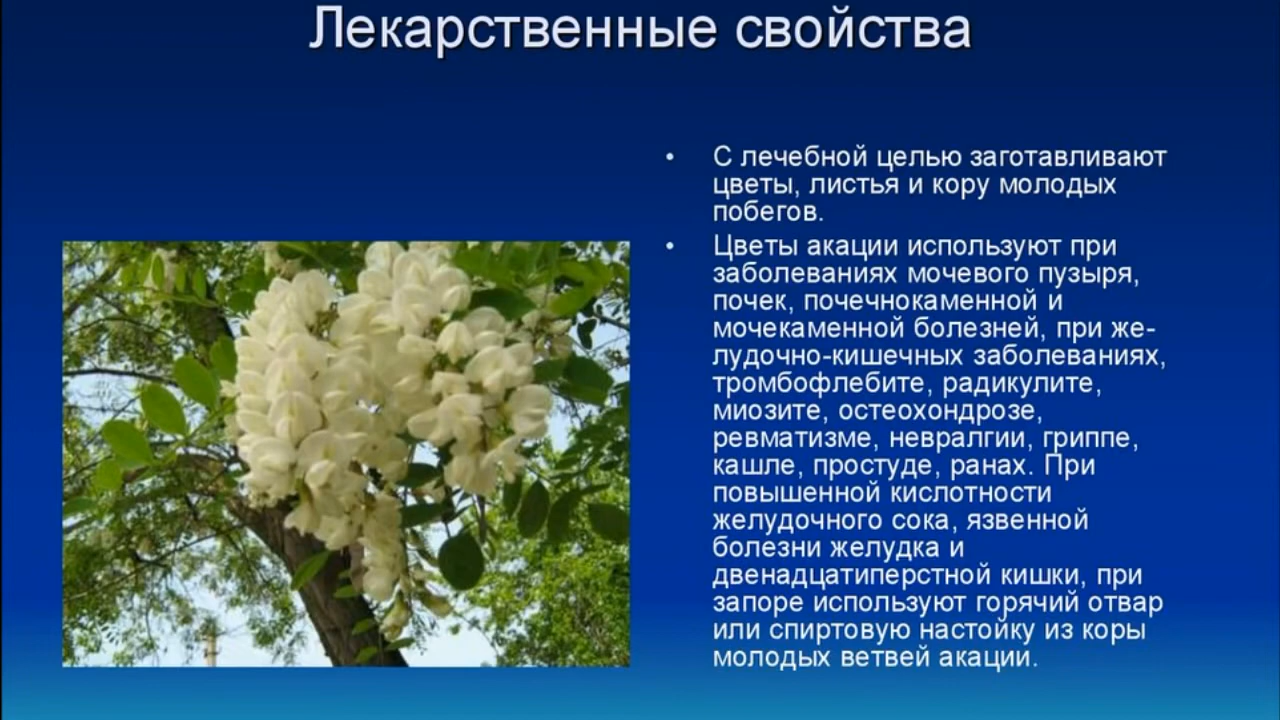 Лекарственные свойства
• С лечебной целью заготавливают
цветы, листья и кору молодых
побегов.
• Цветы акации используют при
заболеваниях мочевого пузыря,
почек, почечнокаменной и
мочекаменной болезней, при же-
лудочно-кишечных заболеваниях,
тромбофлебите, радикулите,
миозите, остеохондрозе,
ревматизме, невралгии, гриппе,
кашле, простуде, ранах. При
повышенной кислотности
желудочного сока, язвенной
болезни желудка и
двенадцатиперстной кишки, при
запоре используют горячий отвар
или спиртовую настойку из коры
молодых ветвей акации.